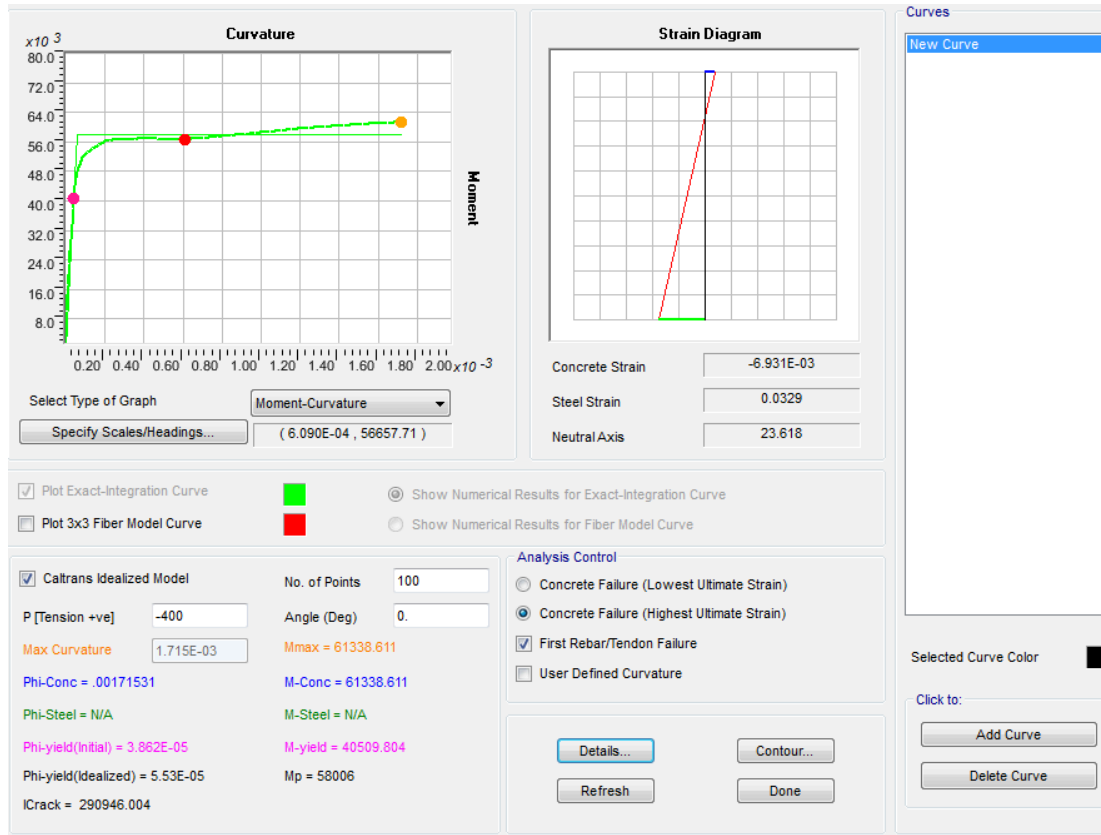 Curvature
x10 3
80.0
72.0
64.0
56.0
48.0
40.0
32.0
24.0
16.0
8.0
Moment
0.20 0.40 0.60 0.80 1.00 1.20 1.40 1.60 1.80 2.00 x10 -3
Select Type of Graph Moment-Curvature
Specify Scales/Headings... ( 6.090E-04 , 56657.71 )
Strain Diagram
Concrete Strain -6.931E-03
Steel Strain 0.0329
Neutral Axis 23.618
Curves
New Curve
Plot Exact-Integration Curve Show Numerical Results for Exact-Integration Curve
Plot 3x3 Fiber Model Curve Show Numerical Results for Fiber Model Curve
Caltrans Idealized Model No. of Points 100
P [Tension +ve] -400 Angle (Deg) 0.
Max Curvature 1.715E-03 Mmax = 61338.611
Phi-Conc = .00171531 M-Conc = 61338.611
Phi-Steel = N/A M-Steel = N/A
Phi-yield(Initial) = 3.862E-05 M-yield = 40509.804
Phi-yield(Idealized) = 5.53E-05 Mp = 58006
ICrack = 290946.004
Analysis Control
Concrete Failure (Lowest Ultimate Strain)
Concrete Failure (Highest Ultimate Strain)
First Rebar/Tendon Failure
User Defined Curvature
Details... Contour...
Refresh Done
Selected Curve Color
Click to:
Add Curve
Delete Curve